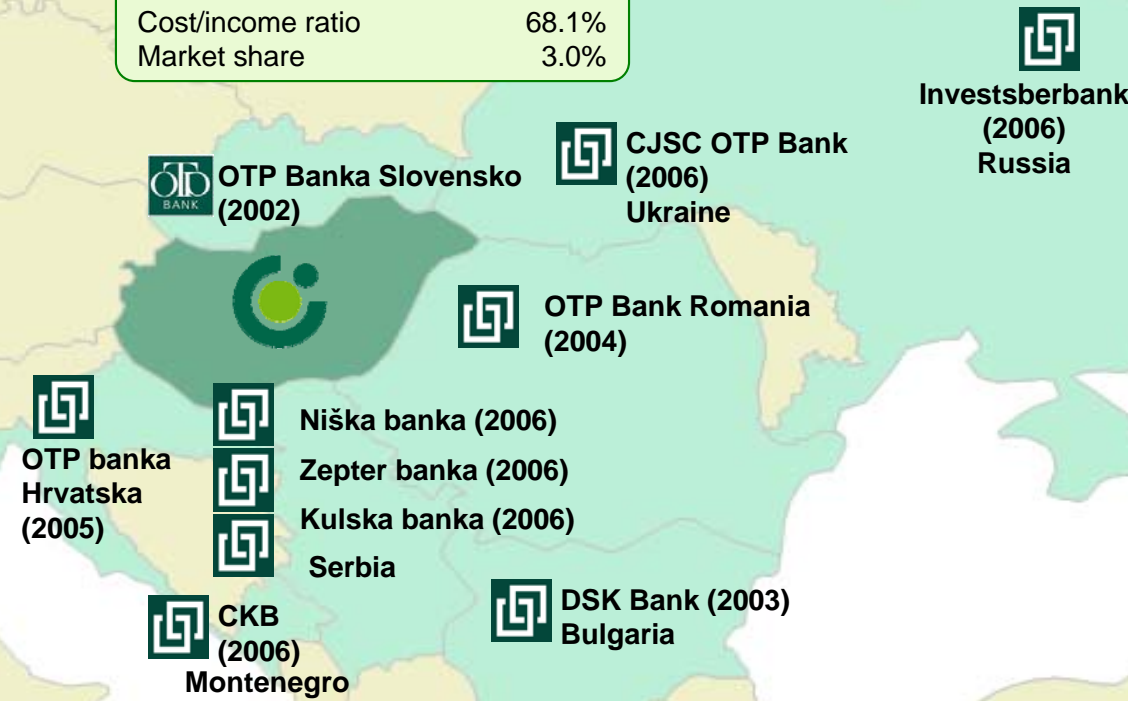 Cost/income ratio 68.1%
Market share 3.0%
Investsberbank
(2006)
Russia
CJSC OTP Bank
(2006)
Ukraine
otp
BANK
OTP Banka Slovensko
(2002)
OTP Bank Romania
(2004)
OTP banka
Hrvatska
(2005)
Niška banka (2006)
Zepter banka (2006)
Kulska banka (2006)
Serbia
DSK Bank (2003)
Bulgaria
CKB
(2006)
Montenegro